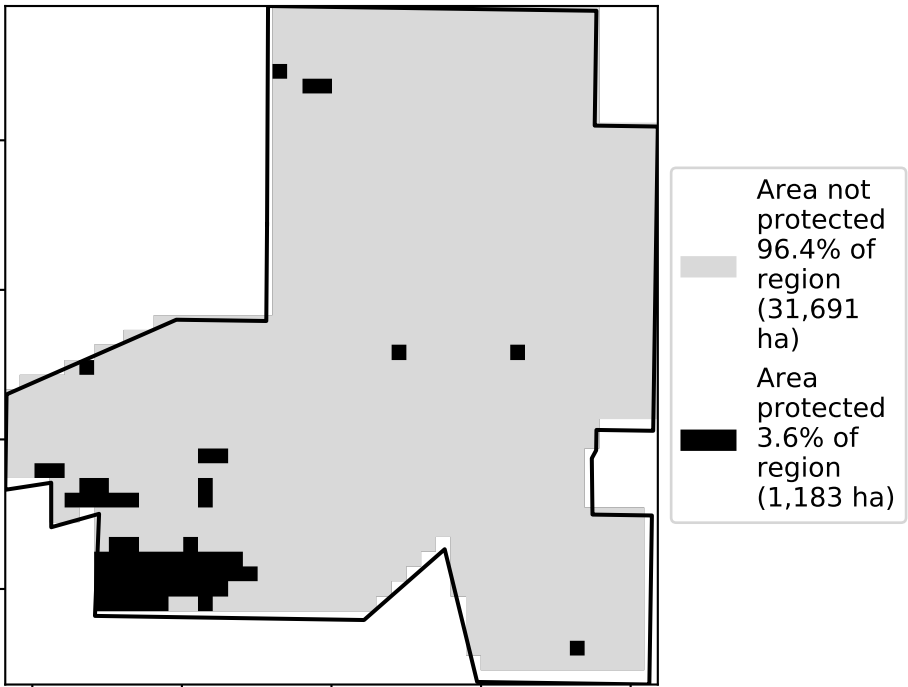 Area not
protected
96.4% of
region
(31,691
ha)
Area
protected
3.6% of
region
(1,183 ha)